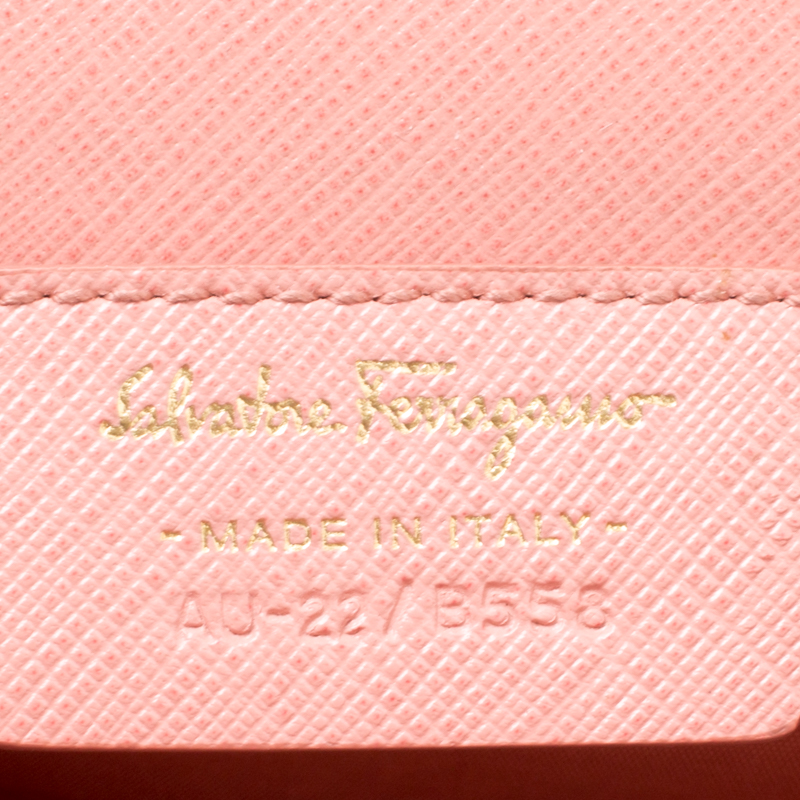 Salvatore Ferragamo
- MADE IN ITALY -
AU-22/B558